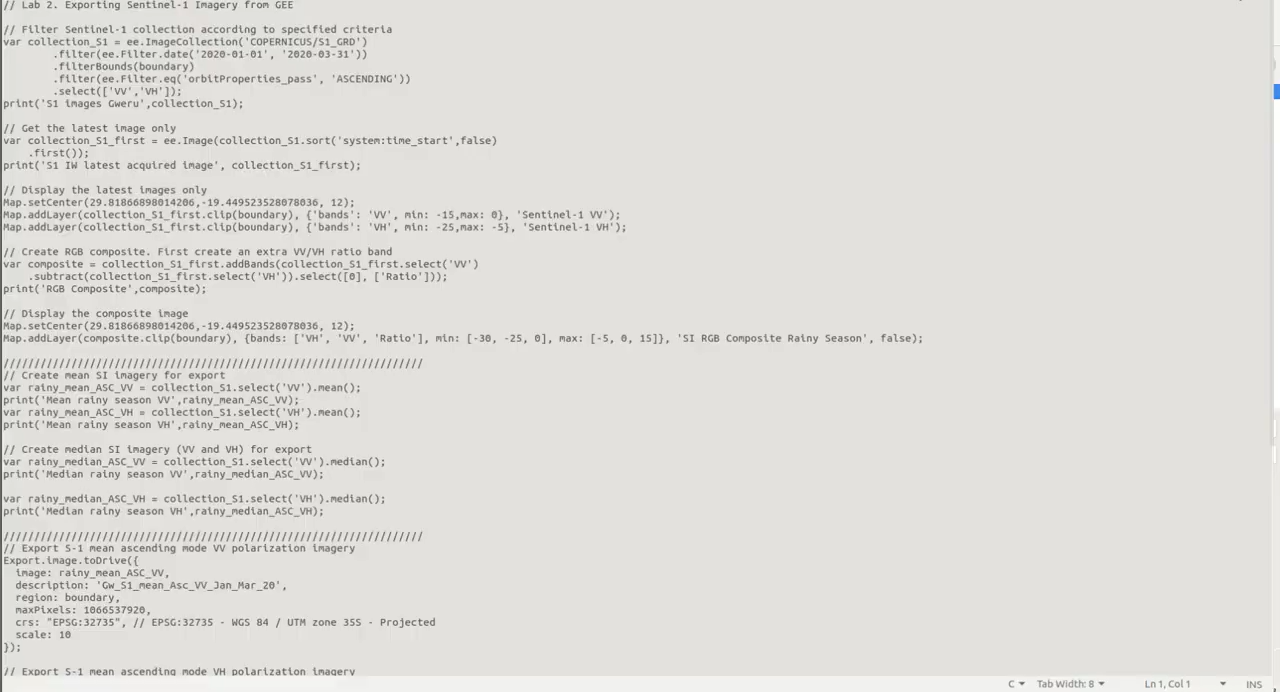 // Lab 2. Exporting Sentinel-1 Imagery from GEE
// Filter Sentinel-1 collection according to specified criteria
var collection_S1 = ee.ImageCollection('COPERNICUS/S1_GRD')
.filter(ee.Filter.date('2020-01-01', '2020-03-31'))
.filterBounds(boundary)
.filter(ee.Filter.eq('orbitProperties_pass', 'ASCENDING'))
.select(['VV','VH']);
print('S1 images Gweru',collection_S1);
// Get the latest image only
var collection_S1_first = ee.Image(collection_S1.sort('system:time_start',false)
.first());
print('S1 IW latest acquired image', collection_S1_first);
// Display the latest images only
Map.setCenter(29.81866898014206,-19.449523528078036, 12);
Map.addLayer(collection_S1_first.clip(boundary), {'bands': 'VV', min: -15,max: 0}, 'Sentinel-1 VV');
Map.addLayer(collection_S1_first.clip(boundary), {'bands': 'VH', min: -25,max: -5}, 'Sentinel-1 VH');
// Create RGB composite. First create an extra VV/VH ratio band
var composite = collection_S1_first.addBands(collection_S1_first.select('VV')
.subtract(collection_S1_first.select('VH')).select([0], ['Ratio']));
print('RGB Composite',composite);
// Display the composite image
Map.setCenter(29.81866898014206,-19.449523528078036, 12);
Map.addLayer(composite.clip(boundary), {bands: ['VH', 'VV', 'Ratio'], min: [-30, -25, 0], max: [-5, 0, 15]}, 'SI RGB Composite Rainy Season', false);
////////////////////////////////////////////////////////////////////
// Create mean SI imagery for export
var rainy_mean_ASC_VV = collection_S1.select('VV').mean();
print('Mean rainy season VV',rainy_mean_ASC_VV);
var rainy_mean_ASC_VH = collection_S1.select('VH').mean();
print('Mean rainy season VH',rainy_mean_ASC_VH);
// Create median SI imagery (VV and VH) for export
var rainy_median_ASC_VV = collection_S1.select('VV').median();
print('Median rainy season VV',rainy_median_ASC_VV);
var rainy_median_ASC_VH = collection_S1.select('VH').median();
print('Median rainy season VH',rainy_median_ASC_VH);
////////////////////////////////////////////////////////////////////
// Export S-1 mean ascending mode VV polarization imagery
Export.image.toDrive({
image: rainy_mean_ASC_VV,
description: 'Gw_S1_mean_Asc_VV_Jan_Mar_20',
region: boundary,
maxPixels: 1066537920,
crs: "EPSG:32735", // EPSG:32735 - WGS 84 / UTM zone 35S - Projected
scale: 10
});
// Export S-1 mean ascending mode VH polarization imagery
C Tab Width: 8 Ln 1, Col 1 INS